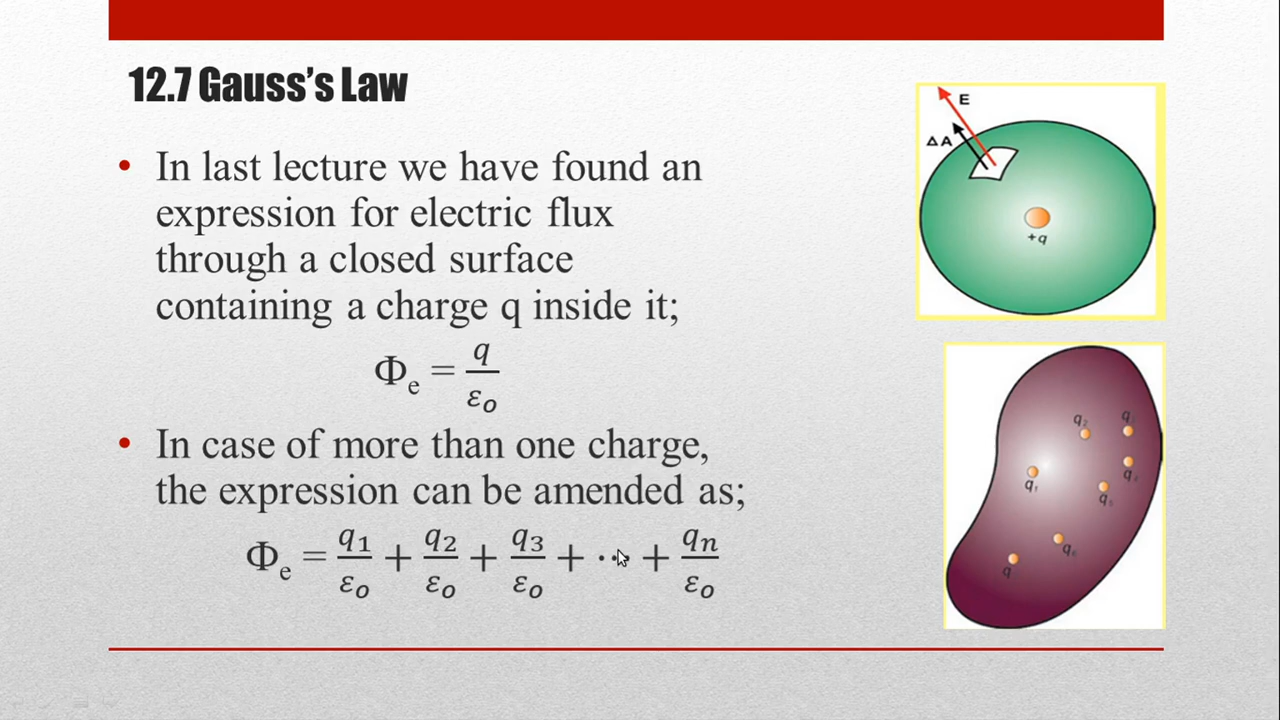 12.7 Gauss's Law
• In last lecture we have found an
expression for electric flux
through a closed surface
containing a charge q inside it;
Φe = q/εo
• In case of more than one charge,
the expression can be amended as;
Φe = q1/εo + q2/εo + q3/εo + ⋯ + qn/εo
E
ΔA
+q
q2 q
q1
q